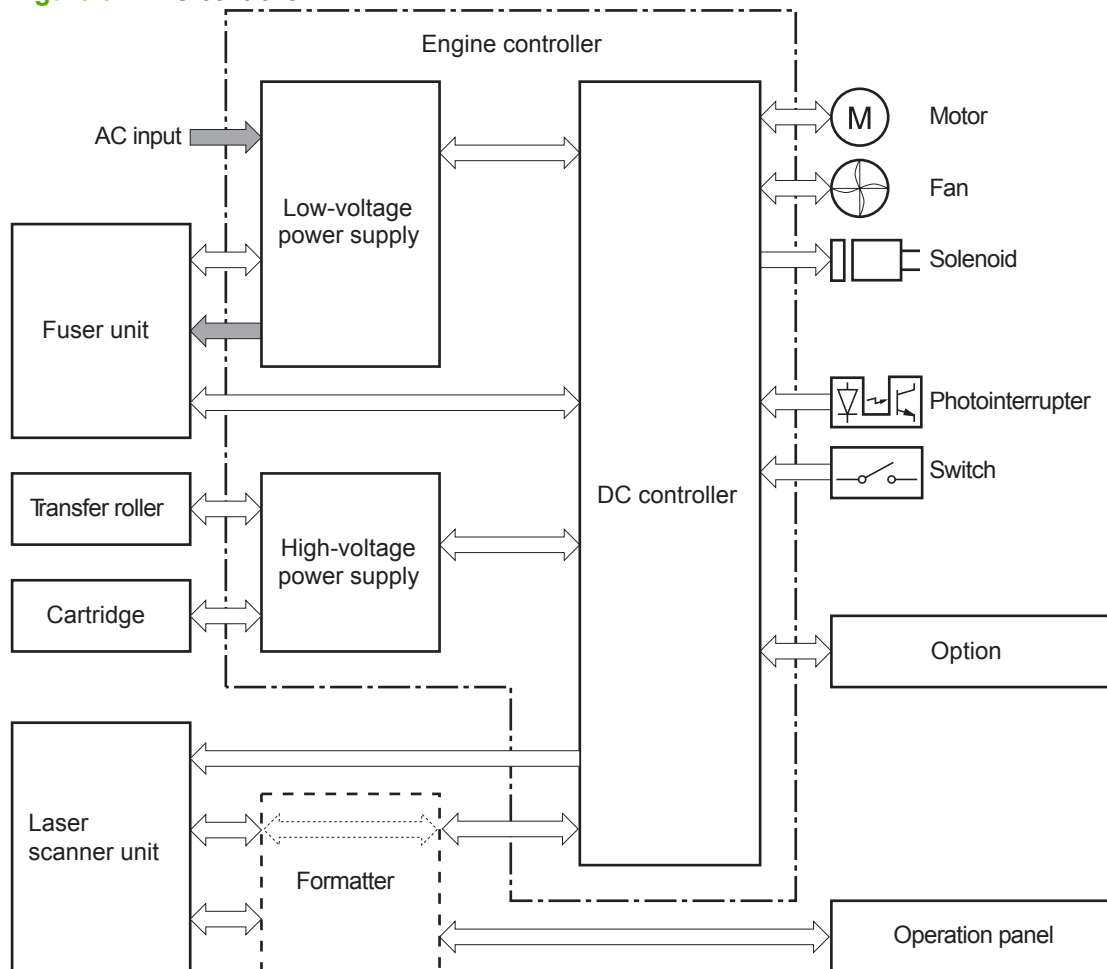 Engine controller
AC input
Low-voltage
power supply
Fuser unit
Transfer roller
High-voltage
power supply
Cartridge
Laser
scanner unit
Formatter
DC controller
M
Motor
Fan
Solenoid
Photointerrupter
Switch
Option
Operation panel